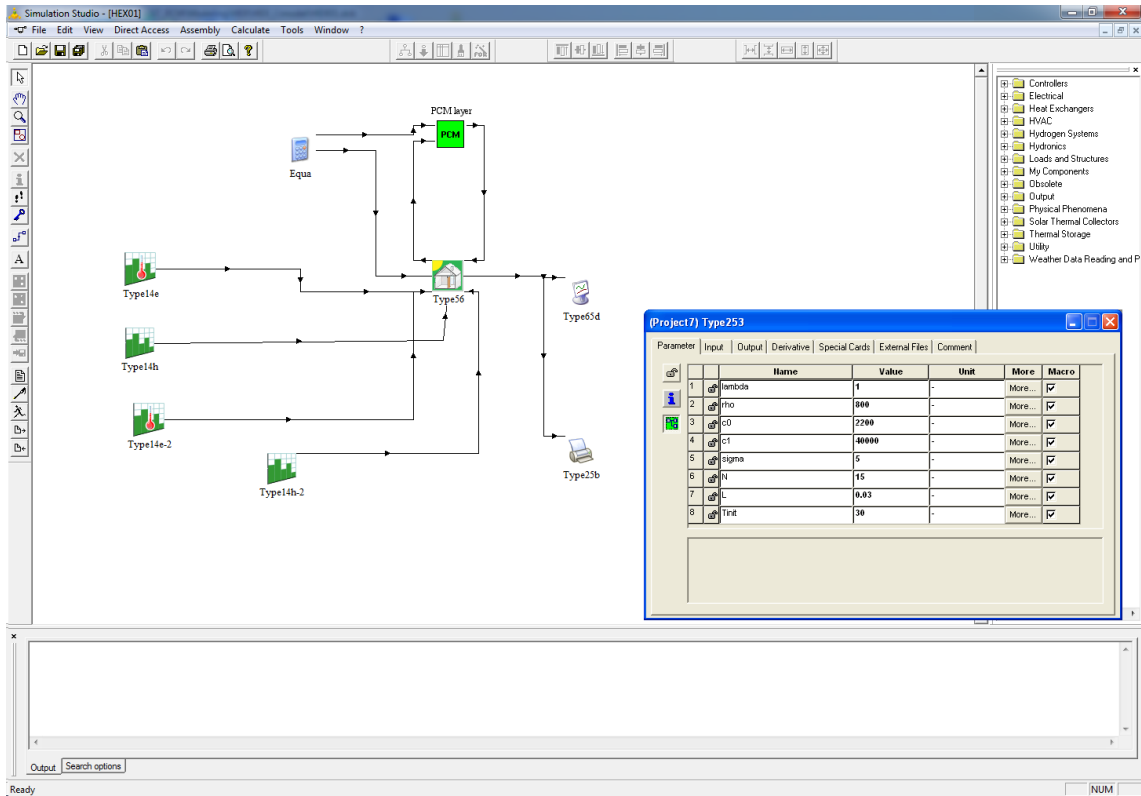 Simulation Studio - [HEX01]
File Edit View Direct Access Assembly Calculate Tools Window ?
PCM layer
PCM
Equa
Type14e
Type56
Type65d
Type14h
Type14e-2
Type14h-2
Type25b
Controllers
Electrical
Heat Exchangers
HVAC
Hydrogen Systems
Hydronics
Loads and Structures
My Components
Obsolete
Output
Physical Phenomena
Solar Thermal Collectors
Thermal Storage
Utility
Weather Data Reading and P
(Project7) Type253
Parameter Input Output Derivative Special Cards External Files Comment
Name Value Unit More Macro
1 lambda 1 - More...
2 rho 800 - More...
3 c0 2200 - More...
4 c1 40000 - More...
5 sigma 5 - More...
6 N 15 - More...
7 L 0.03 - More...
8 Tinit 30 - More...
Output Search options
Ready NUM